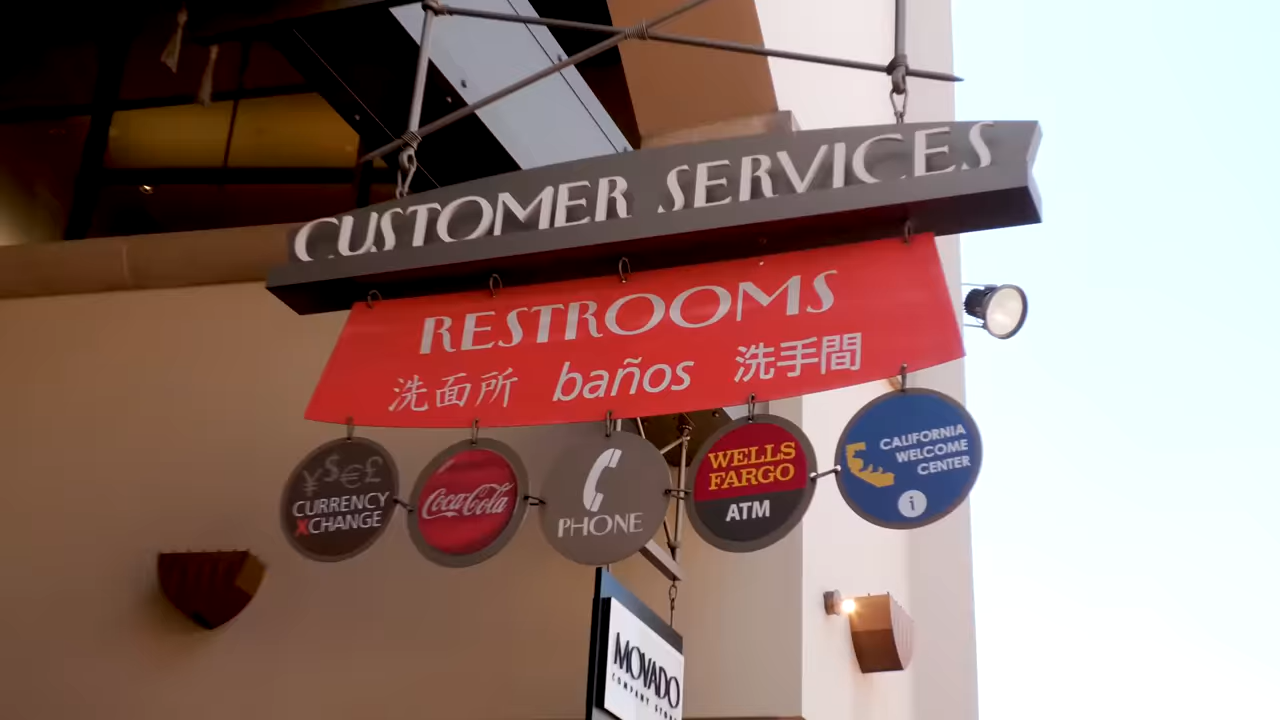 CUSTOMER SERVICES
RESTROOMS
洗面所 baños 洗手間
¥$€£
CURRENCY
XCHANGE
Coca-Cola
PHONE
WELLS
FARGO
ATM
CALIFORNIA
WELCOME
CENTER
i
MOVADO
COMPANY STORE